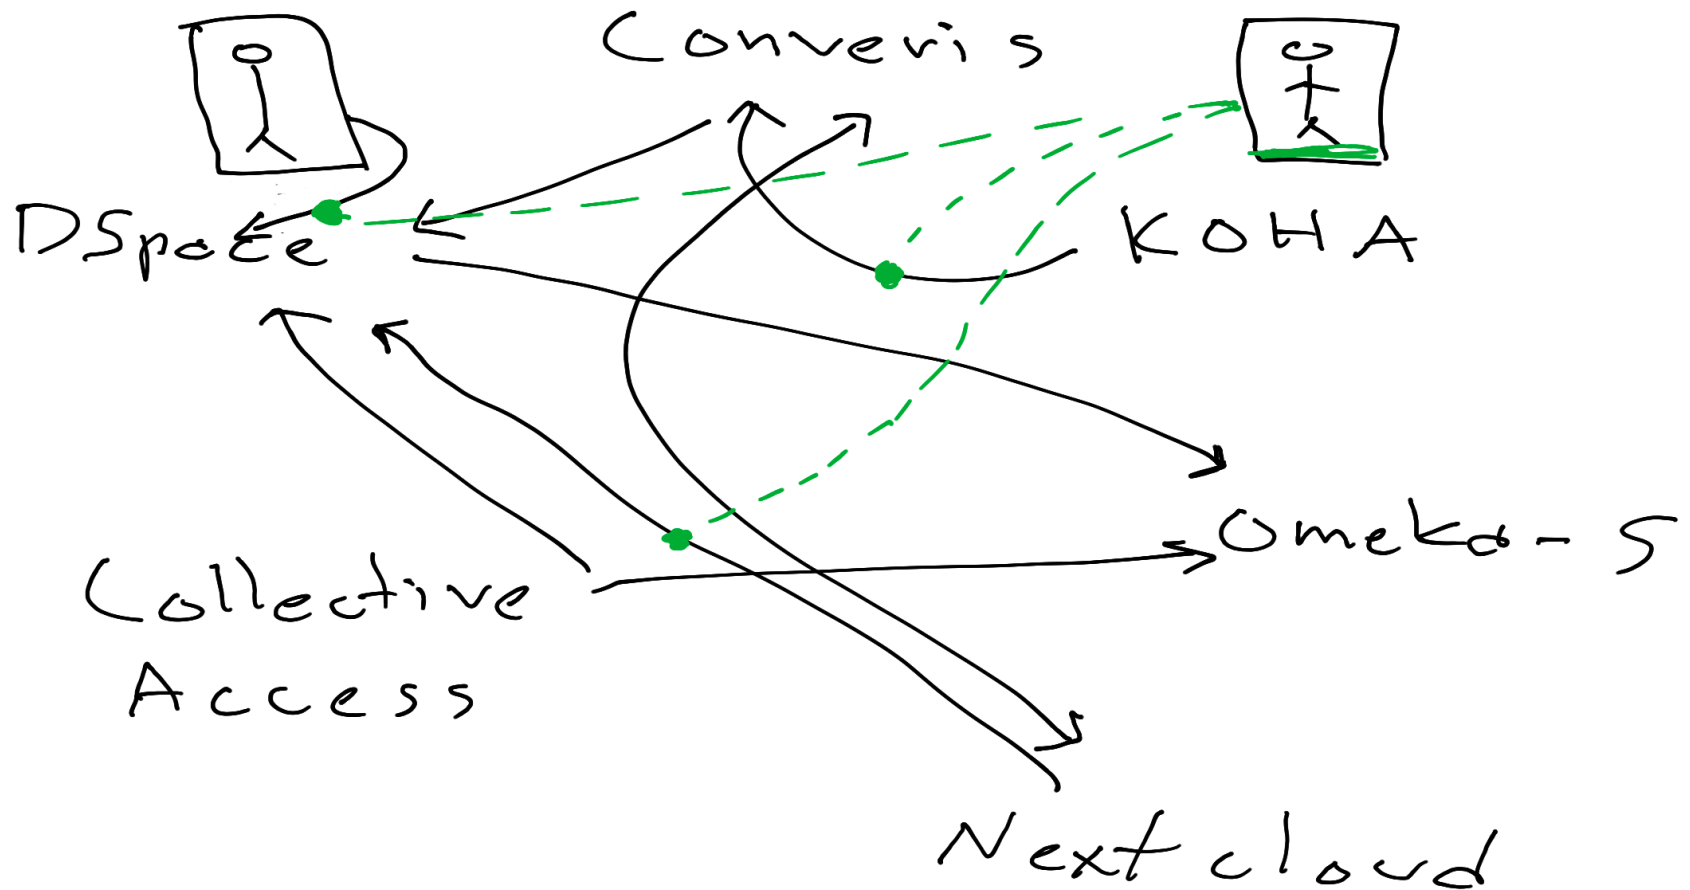 Converis
DSpace
KOHA
Omeka-S
Collective
Access
Nextcloud